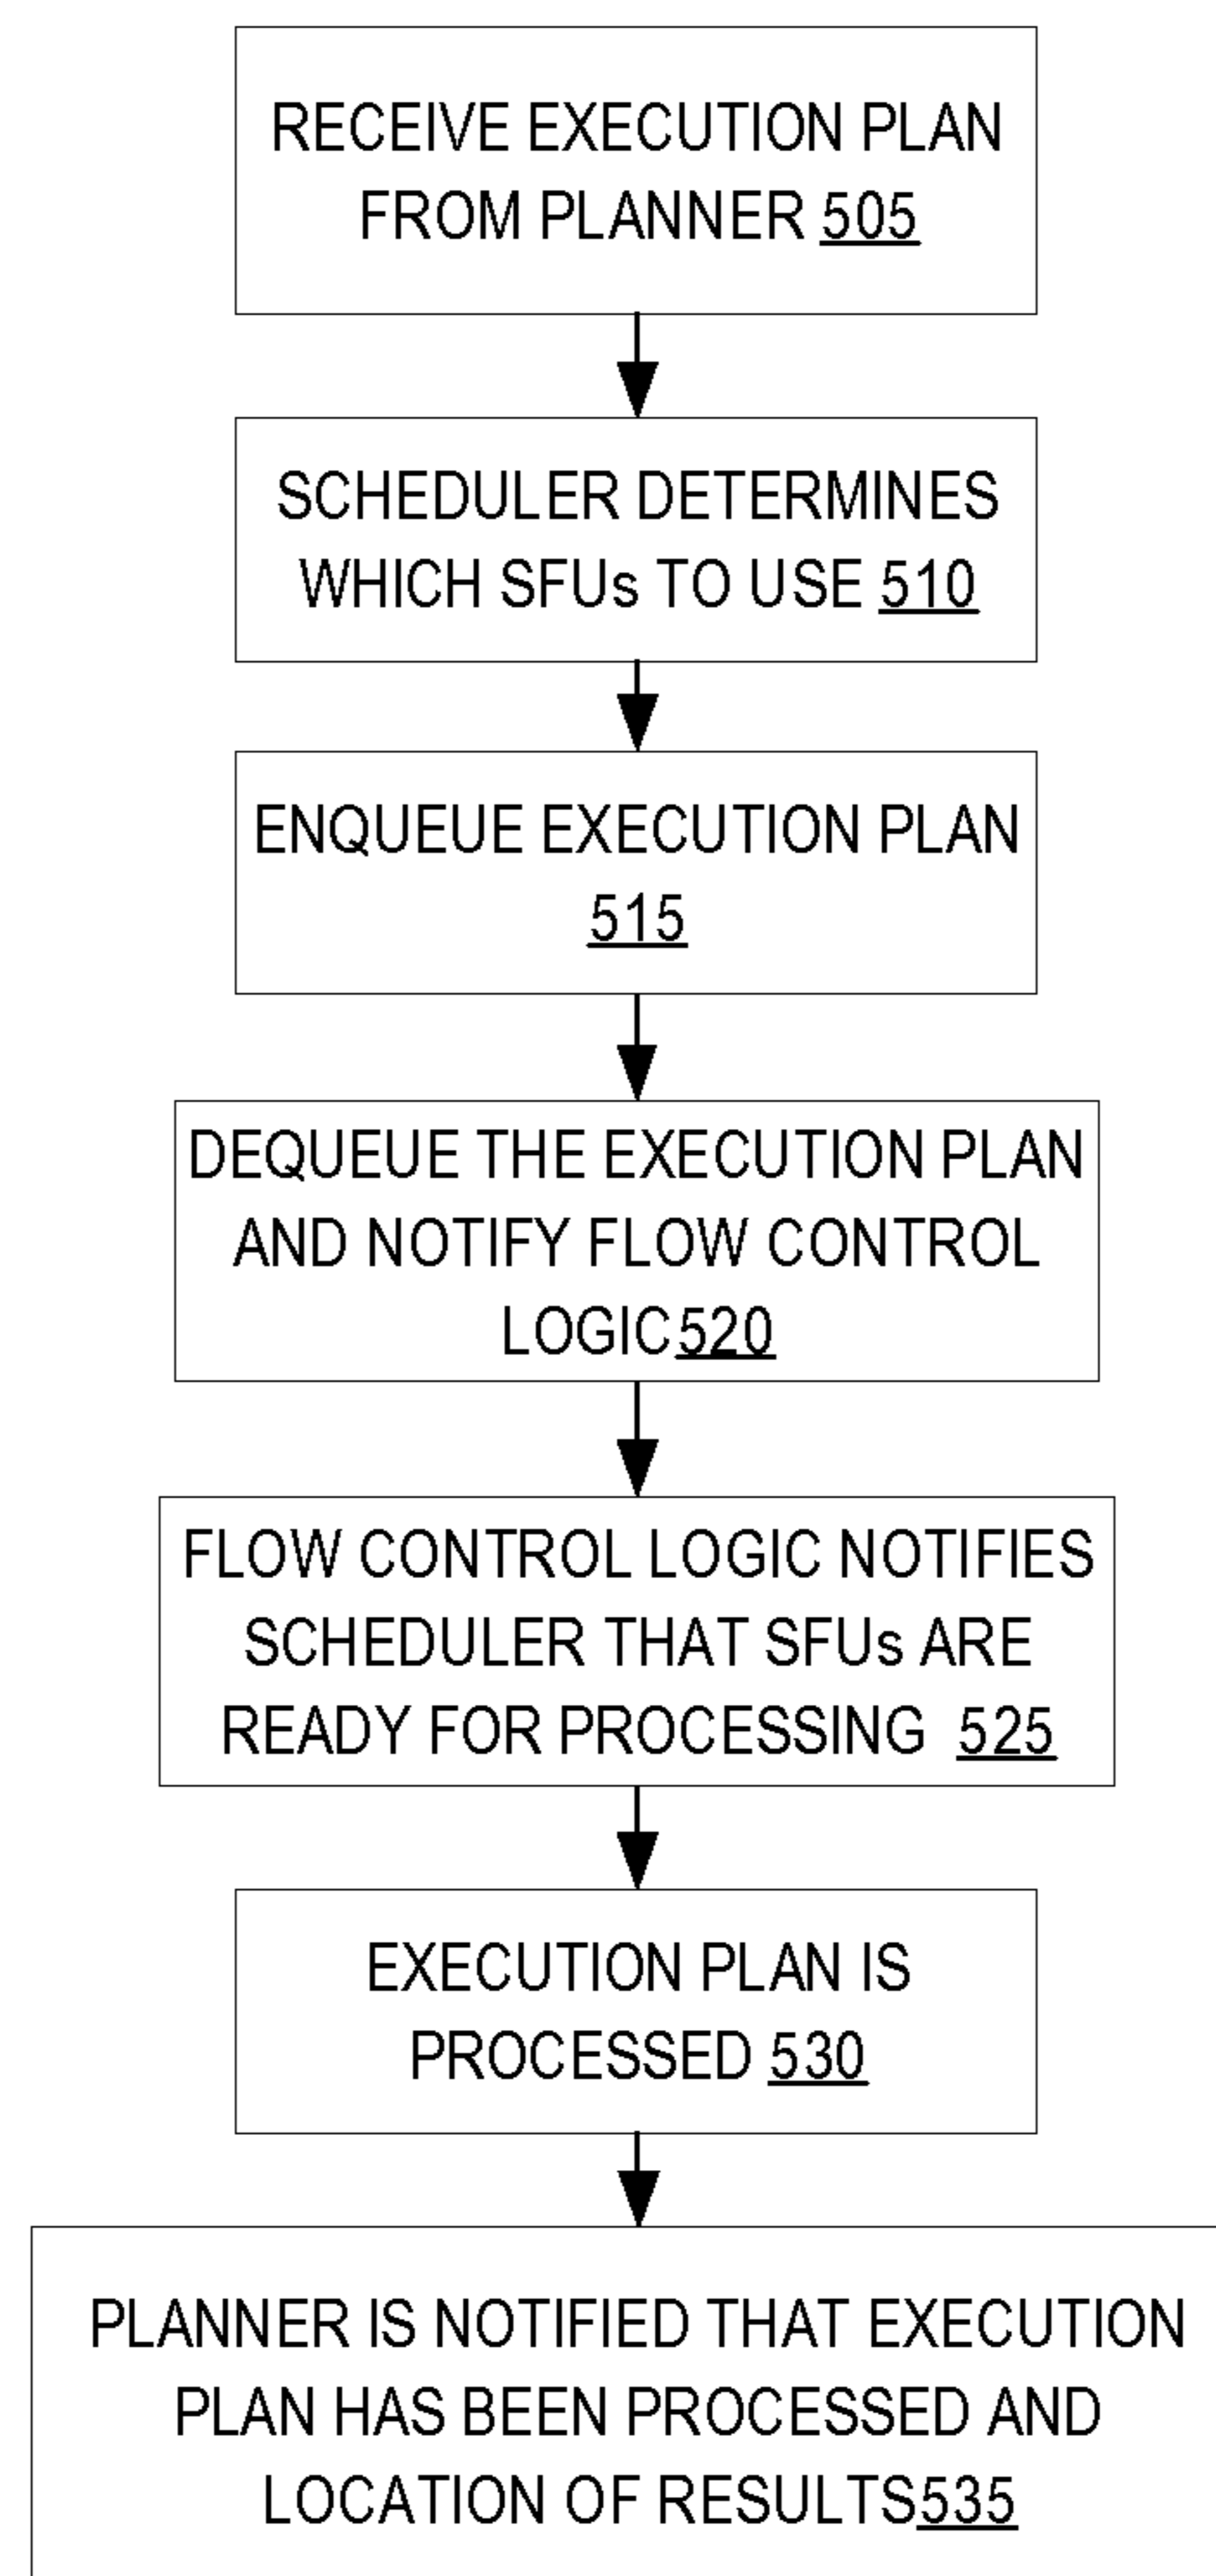 RECEIVE EXECUTION PLAN
FROM PLANNER 505
SCHEDULER DETERMINES
WHICH SFUs TO USE 510
ENQUEUE EXECUTION PLAN
515
DEQUEUE THE EXECUTION PLAN
AND NOTIFY FLOW CONTROL
LOGIC520
FLOW CONTROL LOGIC NOTIFIES
SCHEDULER THAT SFUs ARE
READY FOR PROCESSING 525
EXECUTION PLAN IS
PROCESSED 530
PLANNER IS NOTIFIED THAT EXECUTION
PLAN HAS BEEN PROCESSED AND
LOCATION OF RESULTS535